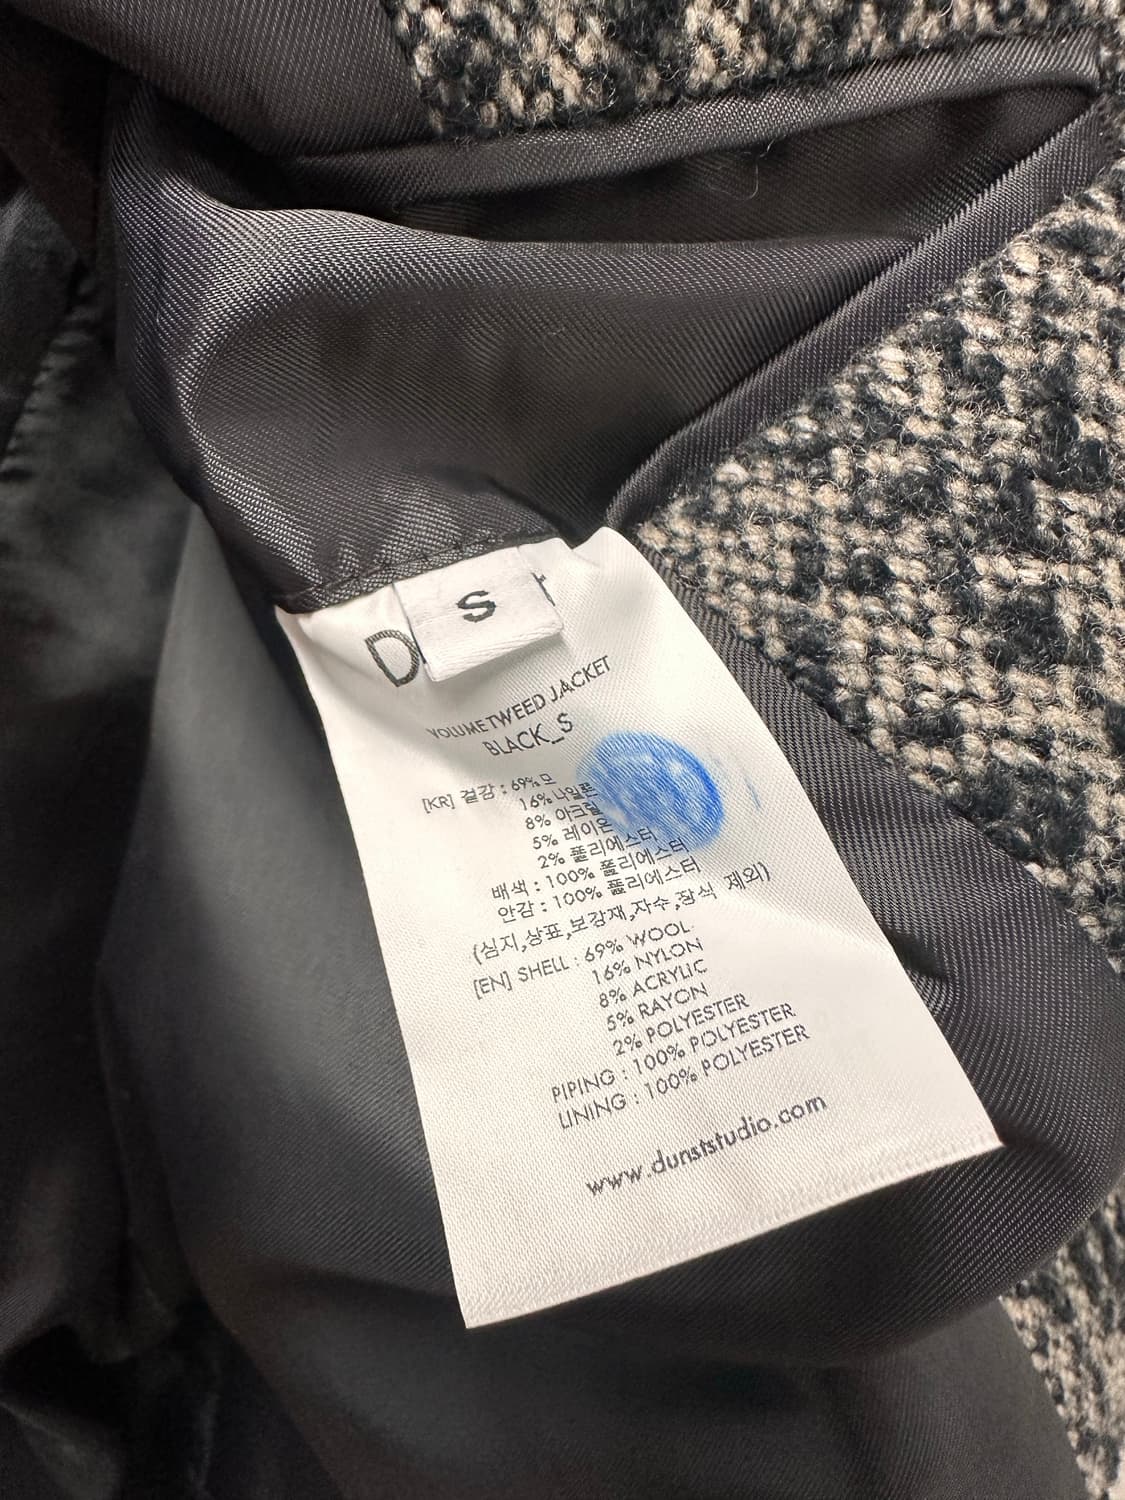 S
D
VOLUME TWEED JACKET
BLACK_S
[KR] 겉감 : 69% 모
16% 나일론
8% 아크릴
5% 레이온
2% 폴리에스터
배색 : 100% 폴리에스터
안감 : 100% 폴리에스터
(심지,상표,보강재,자수,장식 제외)
[EN] SHELL : 69% WOOL
16% NYLON
8% ACRYLIC
5% RAYON
2% POLYESTER
PIPING : 100% POLYESTER
LINING : 100% POLYESTER
www.dunststudio.com